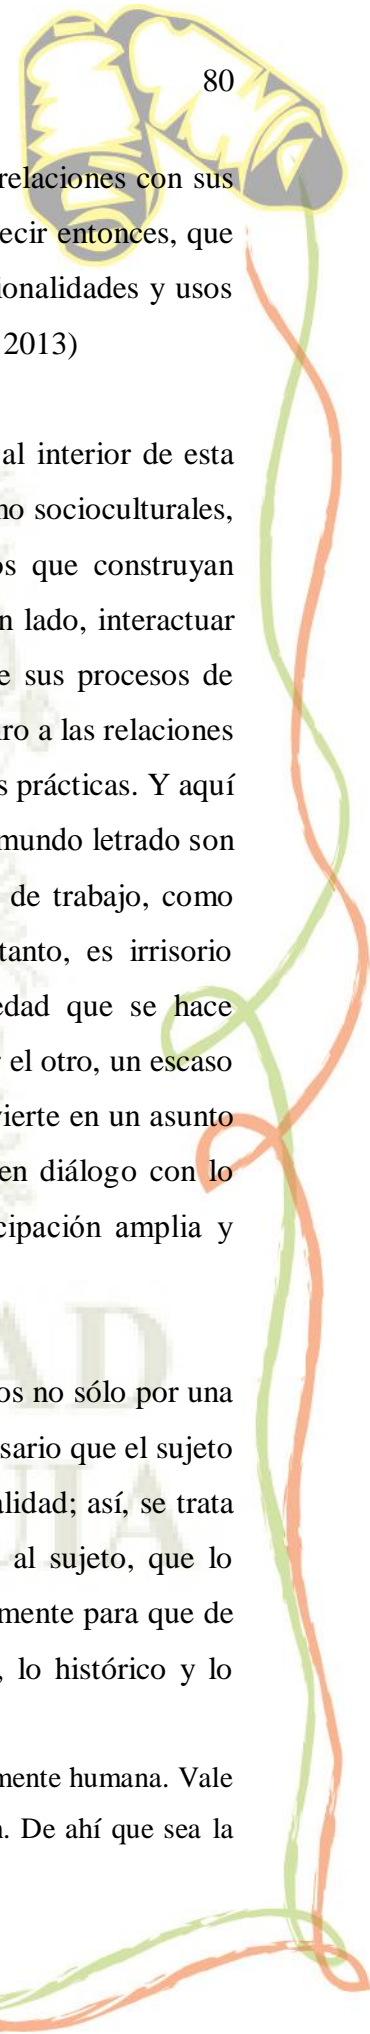 80
relaciones con sus
ecir entonces, que
ionalidades y usos
2013)
al interior de esta
no socioculturales,
os que construyan
n lado, interactuar
e sus procesos de
iro a las relaciones
s prácticas. Y aquí
mundo letrado son
de trabajo, como
tanto, es irrisorio
edad que se hace
r el otro, un escaso
vierte en un asunto
en diálogo con lo
cipación amplia y
AD
os no sólo por una
sario que el sujeto
alidad; así, se trata
UIA
al sujeto, que lo
mente para que de
, lo histórico y lo
mente humana. Vale
n. De ahí que sea la